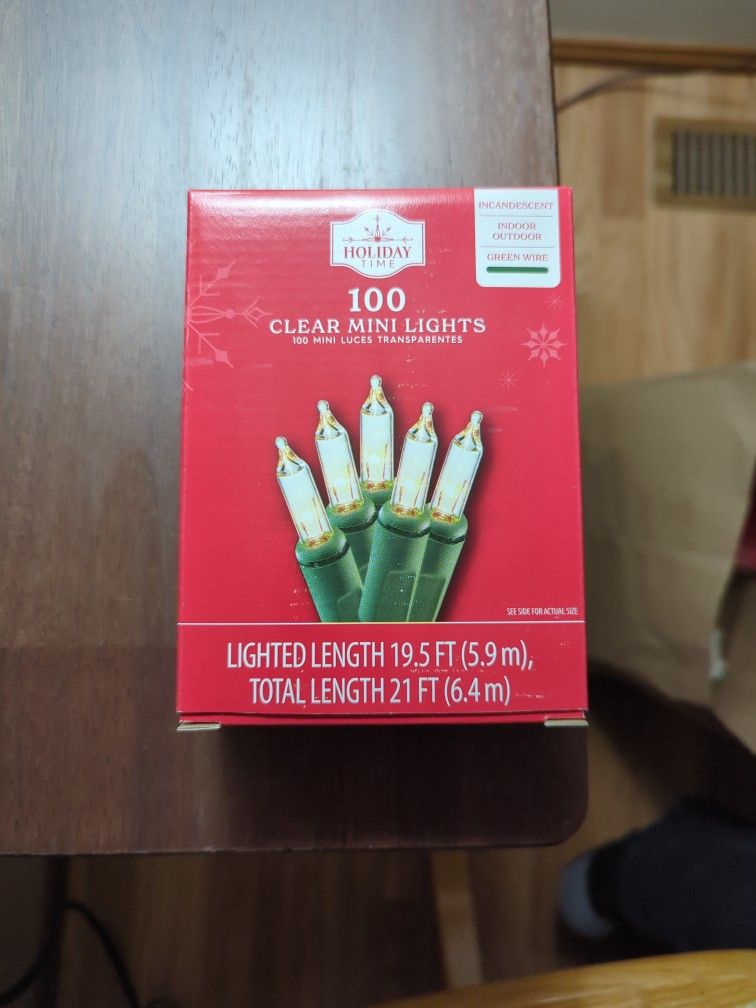 HOLIDAY
TIME
INCANDESCENT
INDOOR
OUTDOOR
GREEN WIRE
100
CLEAR MINI LIGHTS
100 MINI LUCES TRANSPARENTES
SEE SIDE FOR ACTUAL SIZE
LIGHTED LENGTH 19.5 FT (5.9 m),
TOTAL LENGTH 21 FT (6.4 m)